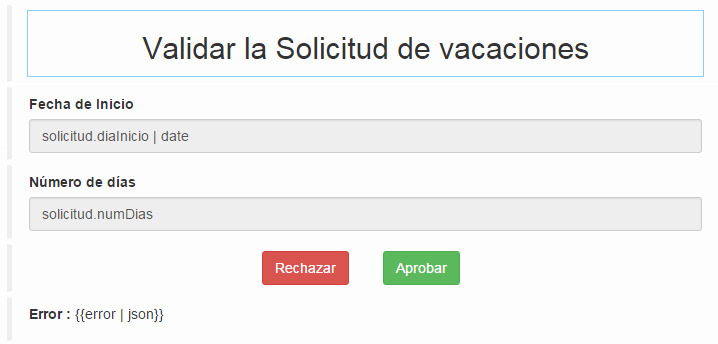 Validar la Solicitud de vacaciones
Fecha de Inicio
solicitud.diaInicio | date
Número de días
solicitud.numDias
Rechazar Aprobar
Error : {{error | json}}